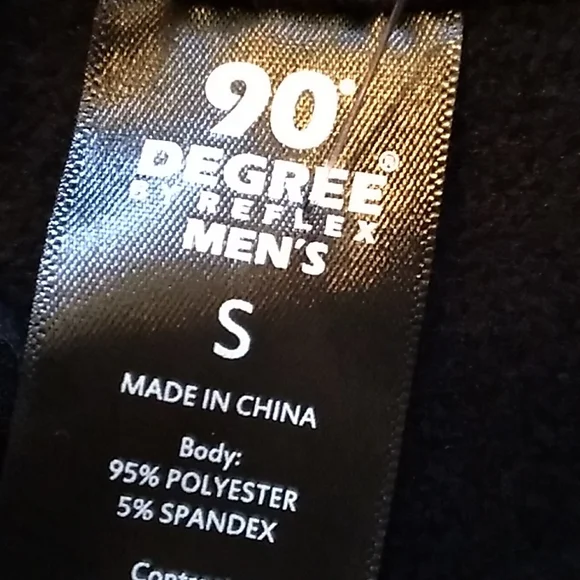 90°
DEGREE®
BY REFLEX
MEN'S
S
MADE IN CHINA
Body:
95% POLYESTER
5% SPANDEX